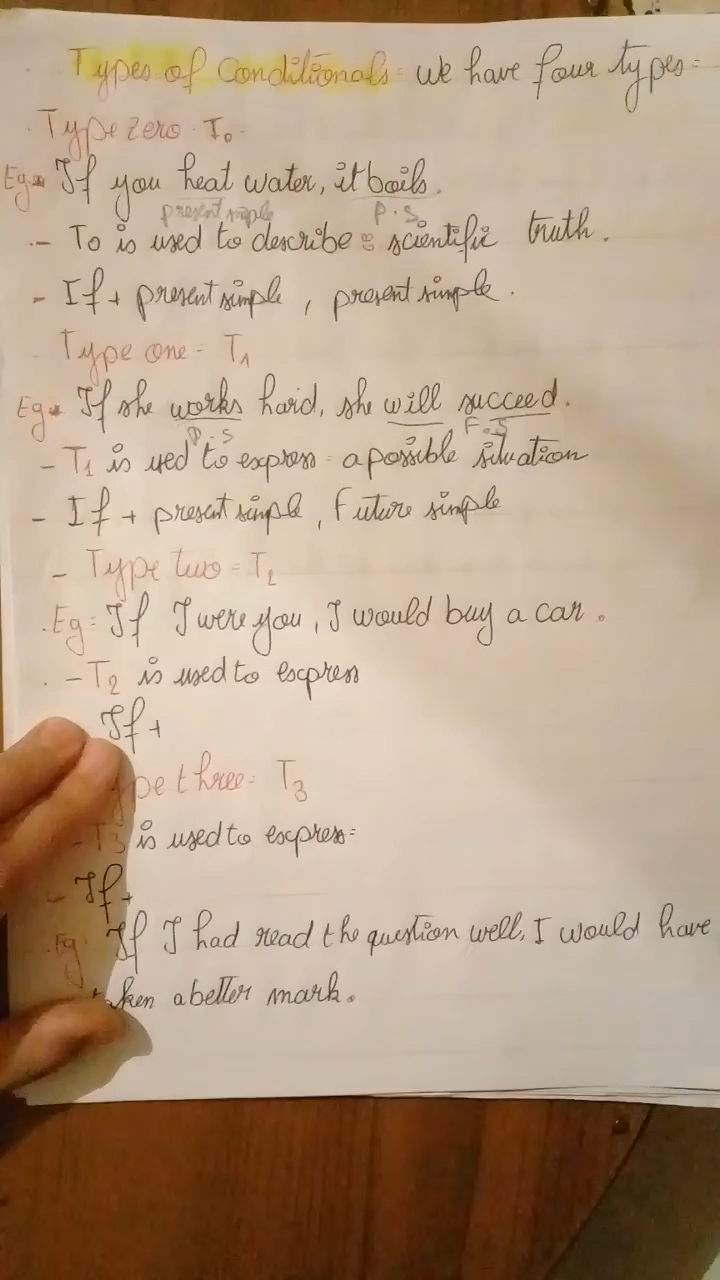 Types of Conditionals: we have four types:
Type zero: T0
Eg: If you heat water, it boils.
present simple P.S
- T0 is used to describe: scientific truth.
- If + present simple, present simple.
Type one: T1
Eg: If she works hard, she will succeed.
P.S F.S
- T1 is used to express: a possible situation
- If + present simple, Future simple
- Type two: T2
Eg: If I were you, I would buy a car.
- T2 is used to express
If +
ype three: T3
- T3 is used to express:
- If +
Eg: If I had read the question well, I would have
taken a better mark.